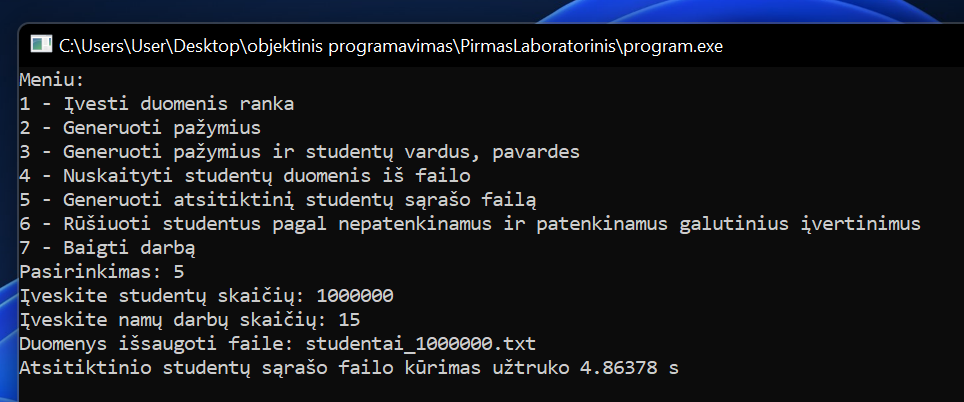 C:\Users\User\Desktop\objektinis programavimas\PirmasLaboratorinis\program.exe
Meniu:
1 - Įvesti duomenis ranka
2 - Generuoti pažymius
3 - Generuoti pažymius ir studentų vardus, pavardes
4 - Nuskaityti studentų duomenis iš failo
5 - Generuoti atsitiktinį studentų sąrašo failą
6 - Rūšiuoti studentus pagal nepatenkinamus ir patenkinamus galutinius įvertinimus
7 - Baigti darbą
Pasirinkimas: 5
Įveskite studentų skaičių: 1000000
Įveskite namų darbų skaičių: 15
Duomenys išsaugoti faile: studentai_1000000.txt
Atsitiktinio studentų sąrašo failo kūrimas užtruko 4.86378 s